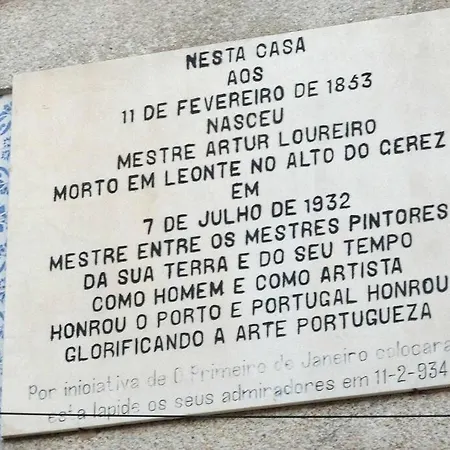 NESTA CASA
AOS
11 DE FEVEREIRO DE 1853
NASCEU
MESTRE ARTUR LOUREIRO
MORTO EM LEONTE NO ALTO DO GEREZ
EM
7 DE JULHO DE 1932
MESTRE ENTRE OS MESTRES PINTORES
DA SUA TERRA E DO SEU TEMPO
COMO HOMEM E COMO ARTISTA
HONROU O PORTO E PORTUGAL HONROU
GLORIFICANDO A ARTE PORTUGUEZA
Por inioiativa de O Primeiro de Janeiro colocara
esta lapide os seus admiradores em 11-2-934